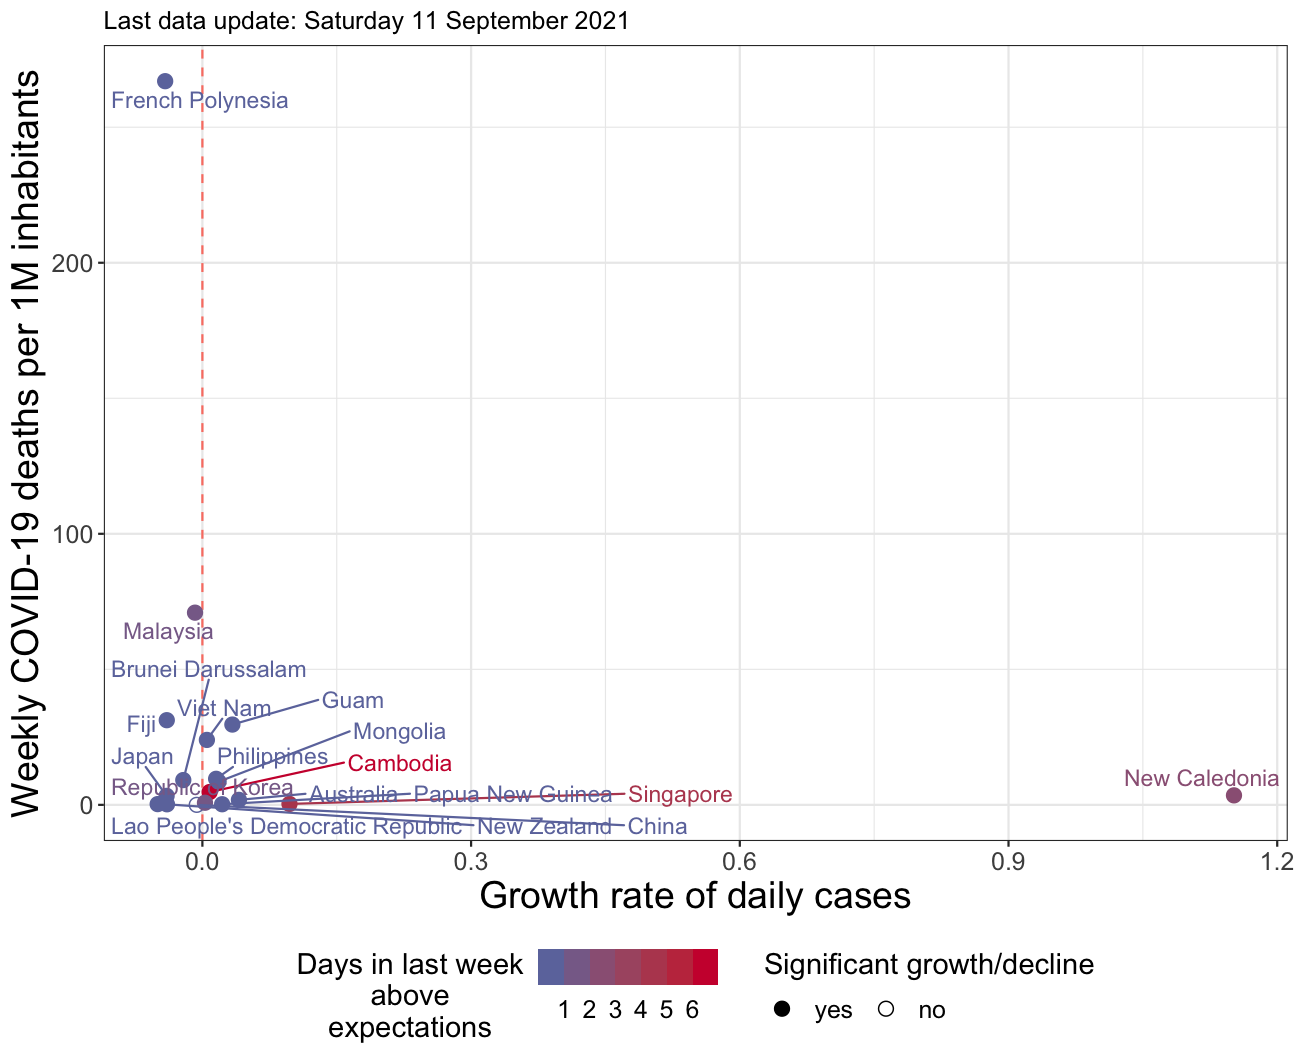 Last data update: Saturday 11 September 2021
Weekly COVID-19 deaths per 1M inhabitants
200
100
0
French Polynesia
Malaysia
Brunei Darussalam
Guam
Viet Nam
Fiji
Mongolia
Japan
Philippines
Cambodia
New Caledonia
Republic of Korea
Australia
Papua New Guinea
Singapore
Lao People's Democratic Republic
New Zealand
China
0.0 0.3 0.6 0.9 1.2
Growth rate of daily cases
Days in last week
above
expectations
1 2 3 4 5 6
Significant growth/decline
yes no